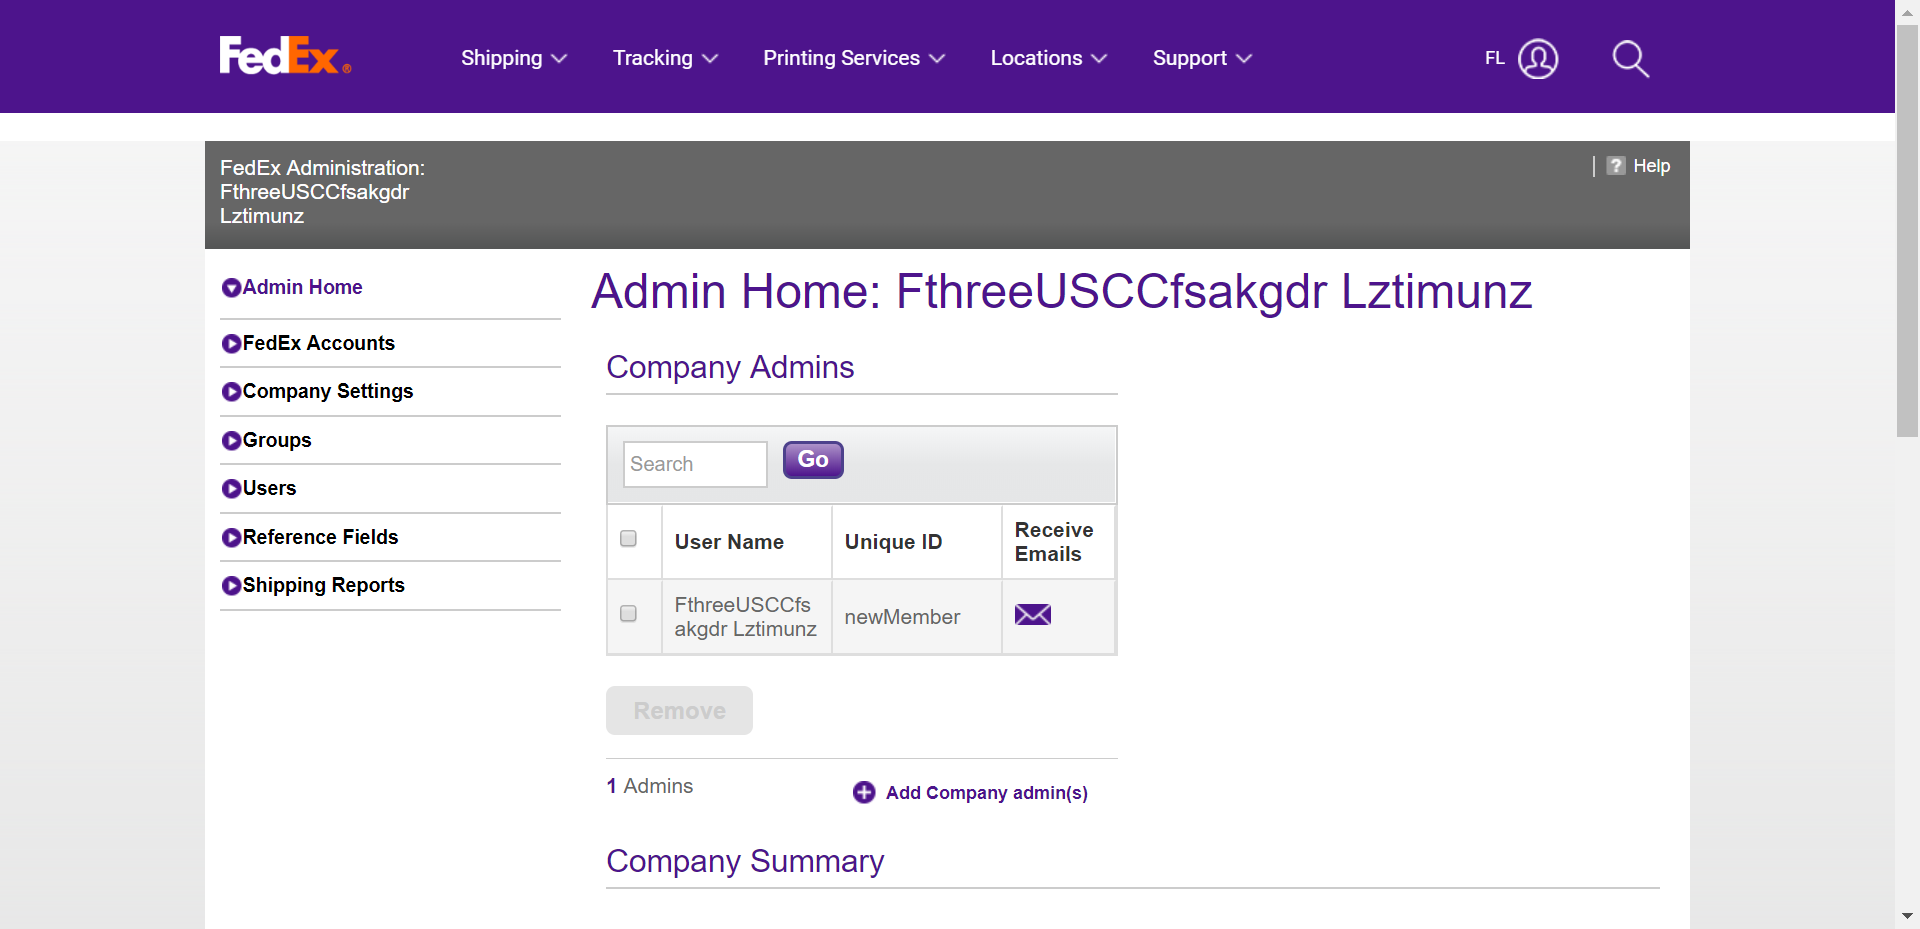 FedEx®
Shipping
Tracking
Printing Services
Locations
Support
FL
FedEx Administration:
FthreeUSCCfsakgdr
Lztimunz
? Help
Admin Home
FedEx Accounts
Company Settings
Groups
Users
Reference Fields
Shipping Reports
Admin Home: FthreeUSCCfsakgdr Lztimunz
Company Admins
Search
Go
User Name
Unique ID
Receive
Emails
FthreeUSCCfs
akgdr Lztimunz
newMember
Remove
1 Admins
Add Company admin(s)
Company Summary